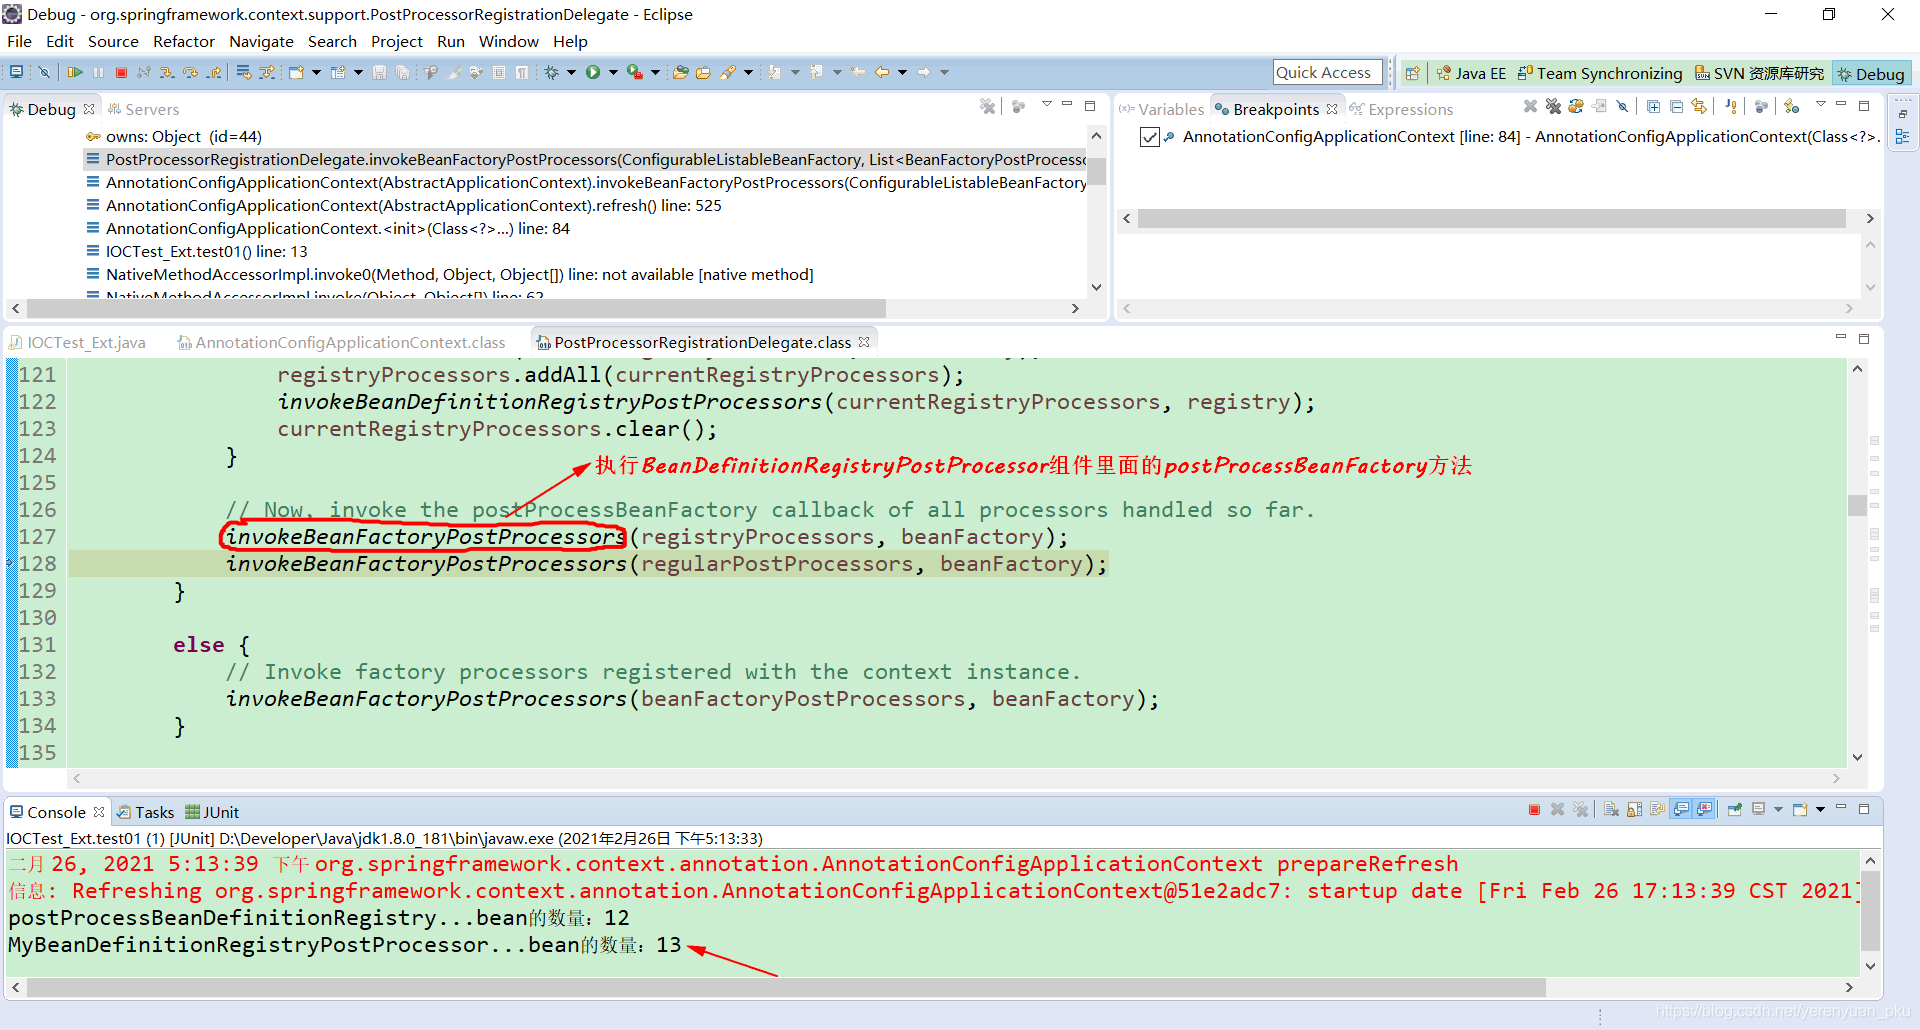 Debug - org.springframework.context.support.PostProcessorRegistrationDelegate - Eclipse
File Edit Source Refactor Navigate Search Project Run Window Help
Quick Access Java EE Team Synchronizing SVN 资源库研究 Debug
Debug Servers
owns: Object (id=44)
PostProcessorRegistrationDelegate.invokeBeanFactoryPostProcessors(ConfigurableListableBeanFactory, List<BeanFactoryPostProcesso
AnnotationConfigApplicationContext(AbstractApplicationContext).invokeBeanFactoryPostProcessors(ConfigurableListableBeanFactory
AnnotationConfigApplicationContext(AbstractApplicationContext).refresh() line: 525
AnnotationConfigApplicationContext.<init>(Class<?>...) line: 84
IOCTest_Ext.test01() line: 13
NativeMethodAccessorImpl.invoke0(Method, Object, Object[]) line: not available [native method]
NativeMethodAccessorImpl.invoke(Object, Object[]) line: 62
(x)= Variables Breakpoints Expressions
AnnotationConfigApplicationContext [line: 84] - AnnotationConfigApplicationContext(Class<?>.
IOCTest_Ext.java AnnotationConfigApplicationContext.class PostProcessorRegistrationDelegate.class
121 registryProcessors.addAll(currentRegistryProcessors);
122 invokeBeanDefinitionRegistryPostProcessors(currentRegistryProcessors, registry);
123 currentRegistryProcessors.clear();
124 }
执行BeanDefinitionRegistryPostProcessor组件里面的postProcessBeanFactory方法
125
126 // Now, invoke the postProcessBeanFactory callback of all processors handled so far.
127 invokeBeanFactoryPostProcessors(registryProcessors, beanFactory);
128 invokeBeanFactoryPostProcessors(regularPostProcessors, beanFactory);
129 }
130
131 else {
132 // Invoke factory processors registered with the context instance.
133 invokeBeanFactoryPostProcessors(beanFactoryPostProcessors, beanFactory);
134 }
135
Console Tasks JUnit
IOCTest_Ext.test01 (1) [JUnit] D:\Developer\Java\jdk1.8.0_181\bin\javaw.exe (2021年2月26日 下午5:13:33)
二月 26, 2021 5:13:39 下午 org.springframework.context.annotation.AnnotationConfigApplicationContext prepareRefresh
信息: Refreshing org.springframework.context.annotation.AnnotationConfigApplicationContext@51e2adc7: startup date [Fri Feb 26 17:13:39 CST 2021]
postProcessBeanDefinitionRegistry...bean的数量：12
MyBeanDefinitionRegistryPostProcessor...bean的数量：13
https://blog.csdn.net/yerenyuan_pku